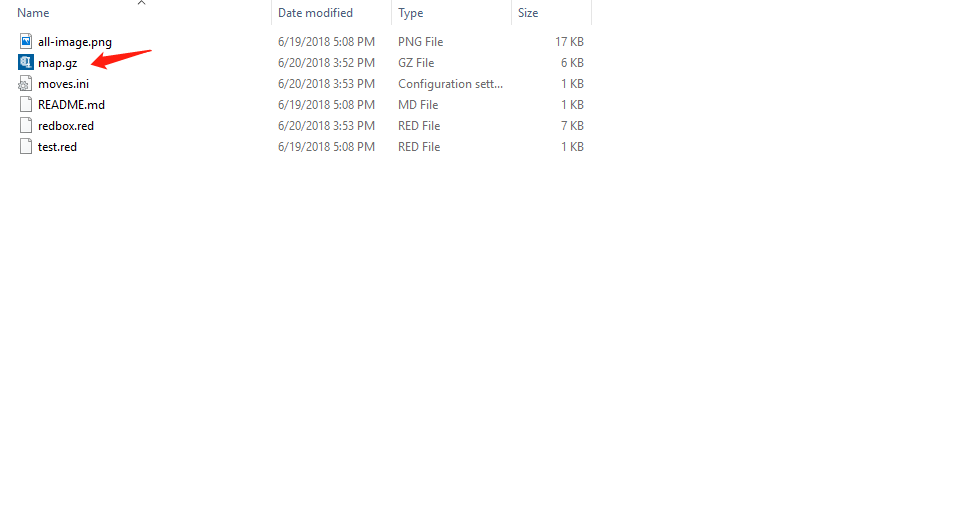 Name Date modified Type Size
all-image.png 6/19/2018 5:08 PM PNG File 17 KB
map.gz 6/20/2018 3:52 PM GZ File 6 KB
moves.ini 6/20/2018 3:53 PM Configuration sett... 1 KB
README.md 6/19/2018 5:08 PM MD File 1 KB
redbox.red 6/20/2018 3:53 PM RED File 7 KB
test.red 6/19/2018 5:08 PM RED File 1 KB